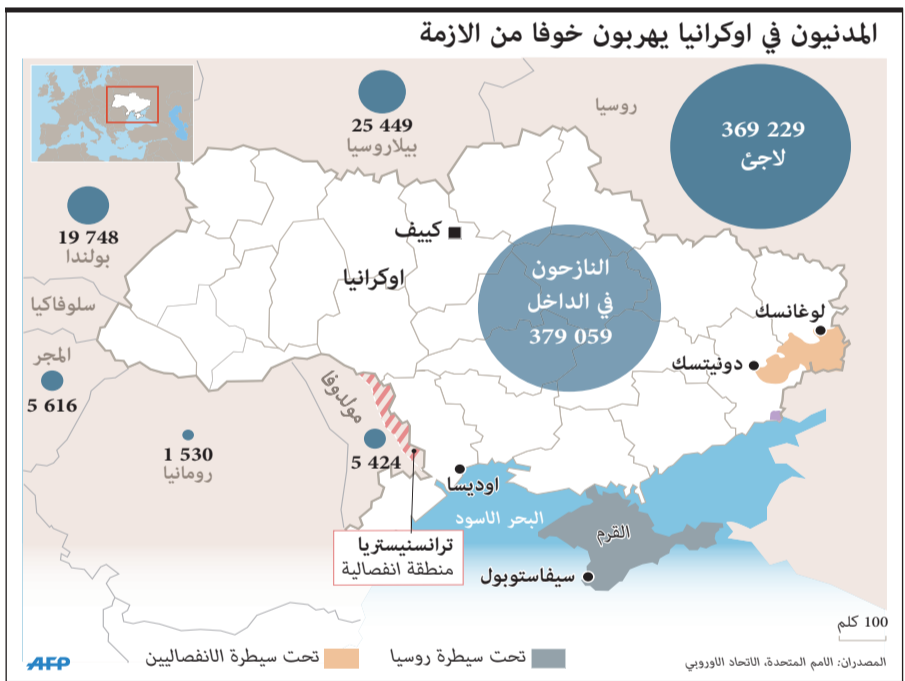 المدنيون في اوكرانيا يهربون خوفا من الازمة
روسيا
369 229
لاجئ
25 449
بيلاروسيا
19 748
بولندا
كييف
اوكرانيا
النازحون
في الداخل
379 059
سلوفاكيا
لوغانسك
المجر
5 616
دونيتسك
مولدوفا
5 424
1 530
رومانيا
اوديسا
البحر الاسود
القرم
ترانسنيستريا
منطقة انفصالية
سيفاستوبول
100 كلم
تحت سيطرة روسيا
تحت سيطرة الانفصاليين
المصدران: الامم المتحدة، الاتحاد الاوروبي
AFP